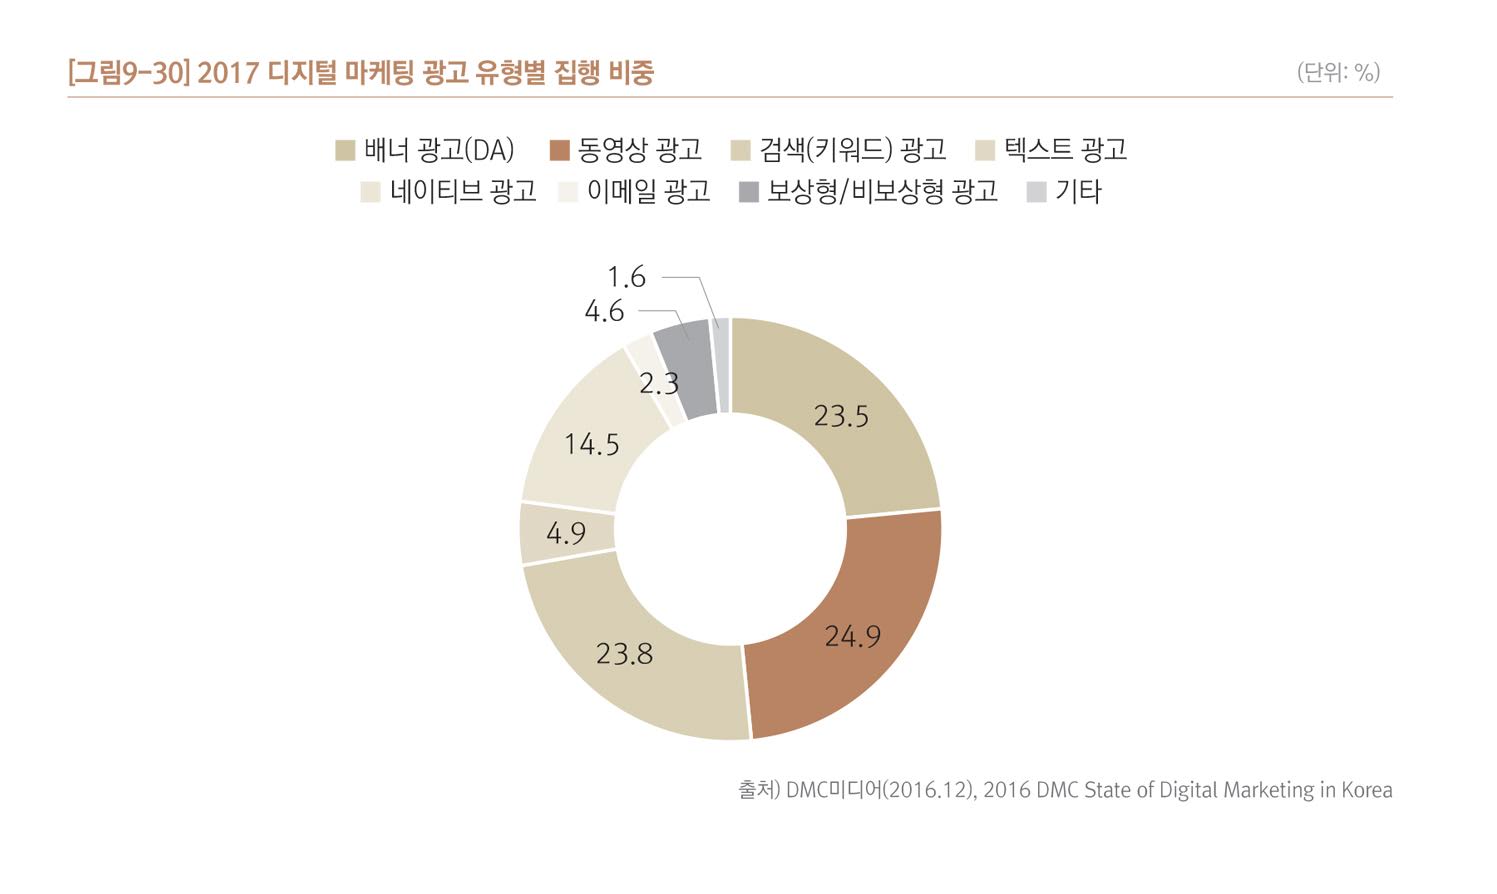 [그림9-30] 2017 디지털 마케팅 광고 유형별 집행 비중
(단위: %)
배너 광고(DA) 동영상 광고 검색(키워드) 광고 텍스트 광고
네이티브 광고 이메일 광고 보상형/비보상형 광고 기타
1.6
4.6
2.3
23.5
14.5
4.9
24.9
23.8
출처) DMC미디어(2016.12), 2016 DMC State of Digital Marketing in Korea